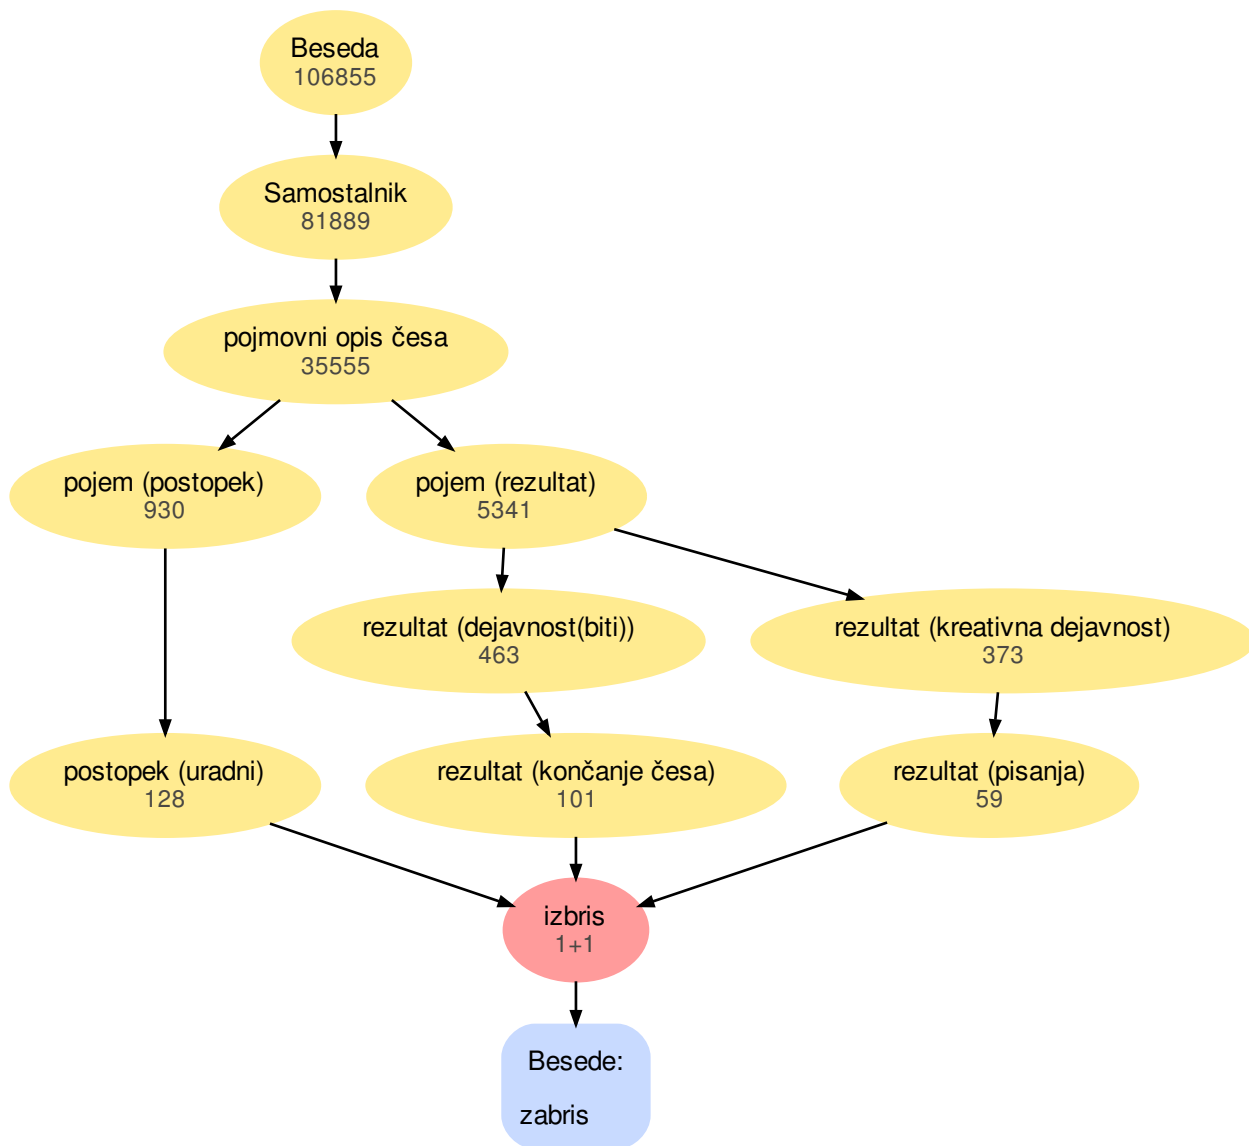 Beseda
106855
Samostalnik
81889
pojmovni opis česa
35555
pojem (postopek)
930
pojem (rezultat)
5341
rezultat (dejavnost(biti))
463
rezultat (kreativna dejavnost)
373
postopek (uradni)
128
rezultat (končanje česa)
101
rezultat (pisanja)
59
izbris
1+1
Besede:
zabris